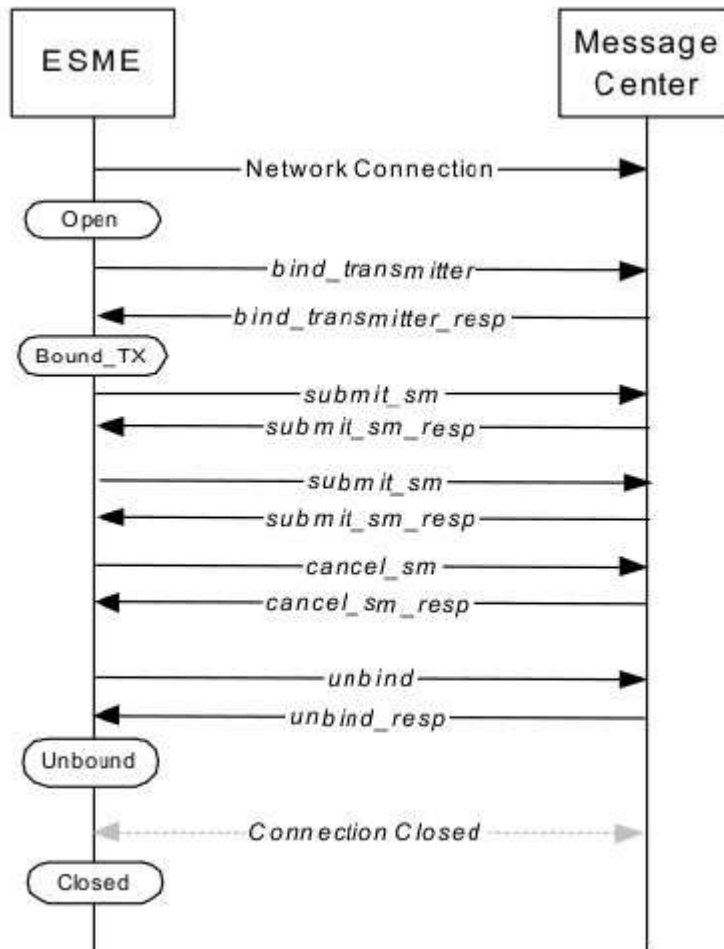 ESME
Message
Center
Network Connection
Open
bind_transmitter
bind_transmitter_resp
Bound_TX
submit_sm
submit_sm_resp
submit_sm
submit_sm_resp
cancel_sm
cancel_sm_resp
unbind
unbind_resp
Unbound
Connection Closed
Closed